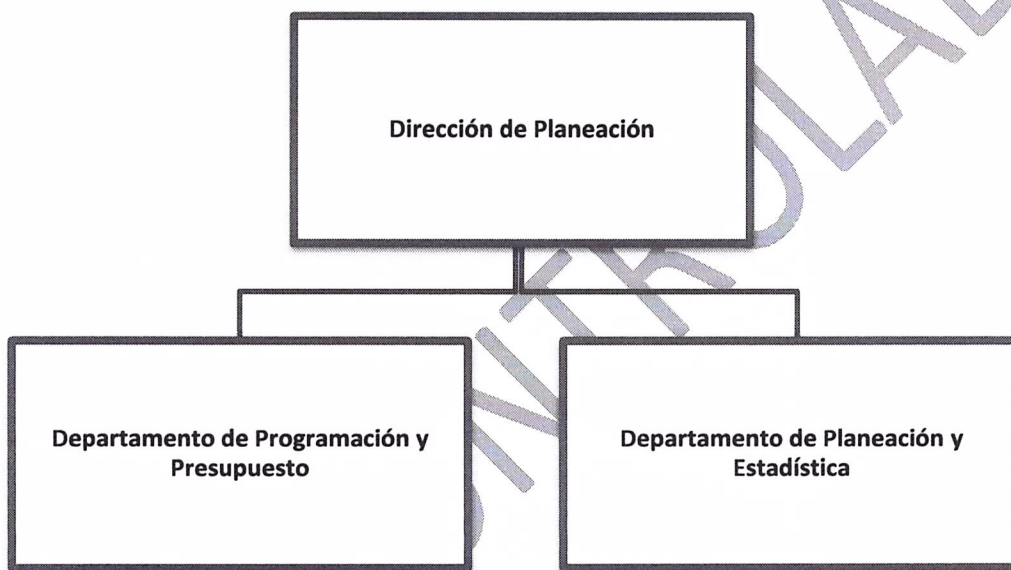 Dirección de Planeación
Departamento de Programación y
Presupuesto
Departamento de Planeación y
Estadística